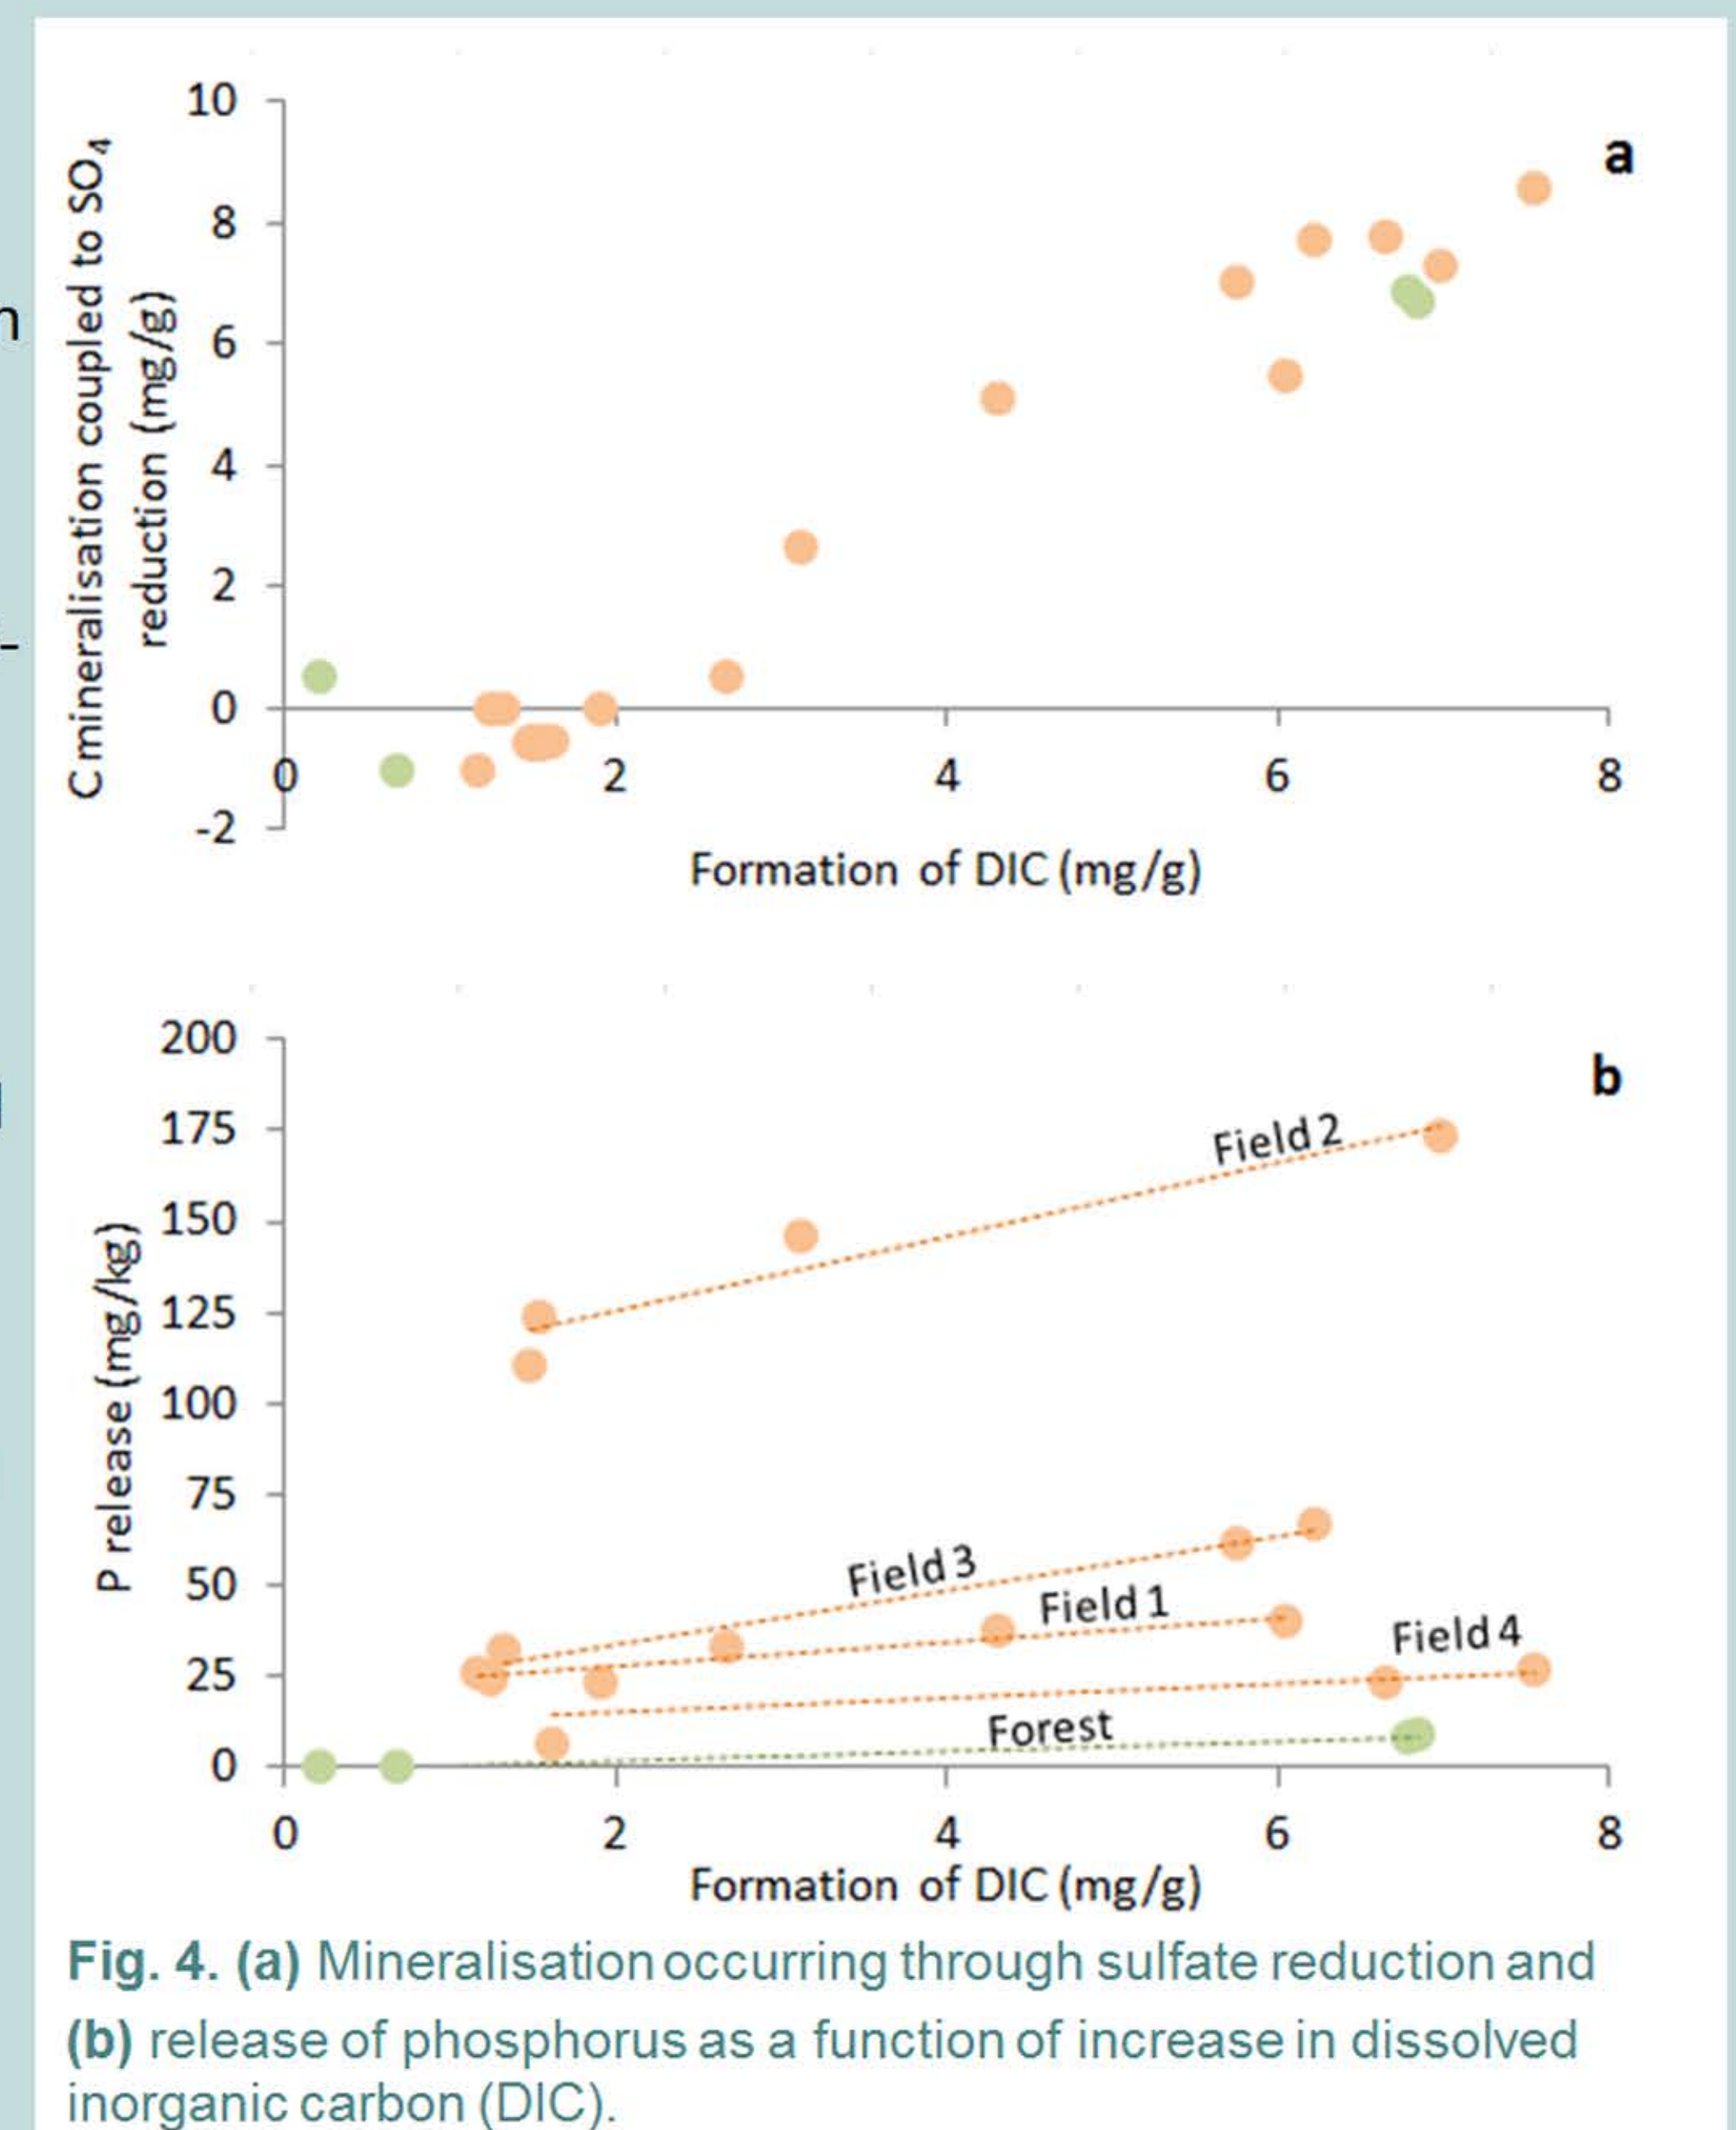 10
a
8
6
4
2
0
-2
C mineralisation coupled to SO4
reduction (mg/g)
0 2 4 6 8
Formation of DIC (mg/g)
200
b
175
150
125
100
75
50
25
0
P release (mg/kg)
Field 2
Field 3
Field 1
Field 4
Forest
0 2 4 6 8
Formation of DIC (mg/g)
Fig. 4. (a) Mineralisation occurring through sulfate reduction and
(b) release of phosphorus as a function of increase in dissolved
inorganic carbon (DIC).